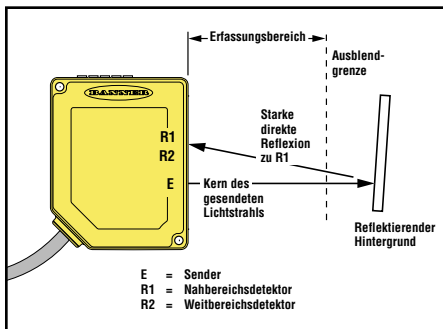 Erfassungsbereich
Ausblend-
grenze
BANNER
Starke
direkte
Reflexion
zu R1
R1
R2
E
Kern des
gesendeten
Lichtstrahls
Reflektierender
Hintergrund
E = Sender
R1 = Nahbereichsdetektor
R2 = Weitbereichsdetektor